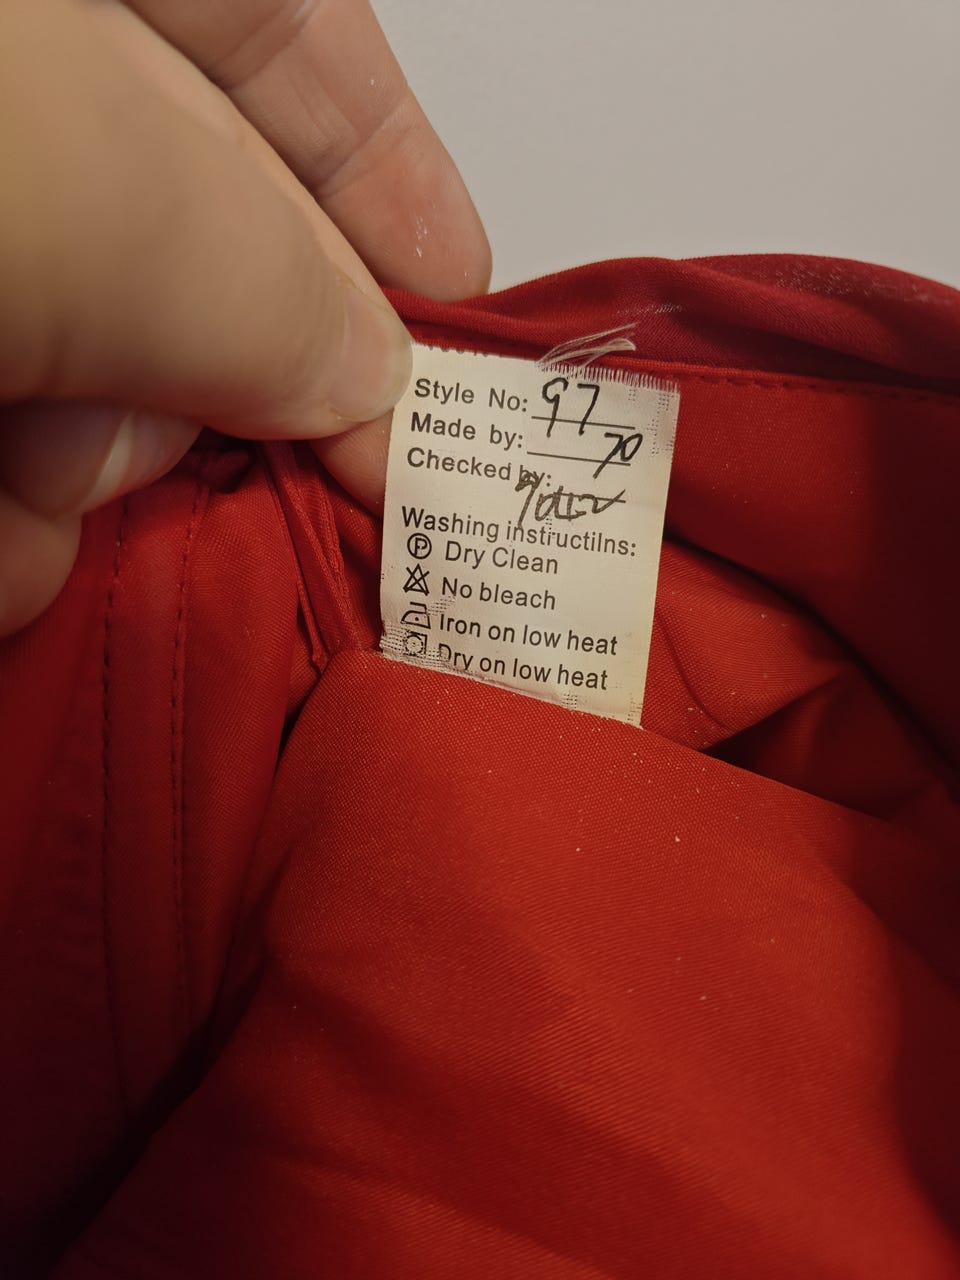 Style No: 97
Made by: 70
Checked by:
Washing instructilns:
P Dry Clean
No bleach
Iron on low heat
Dry on low heat